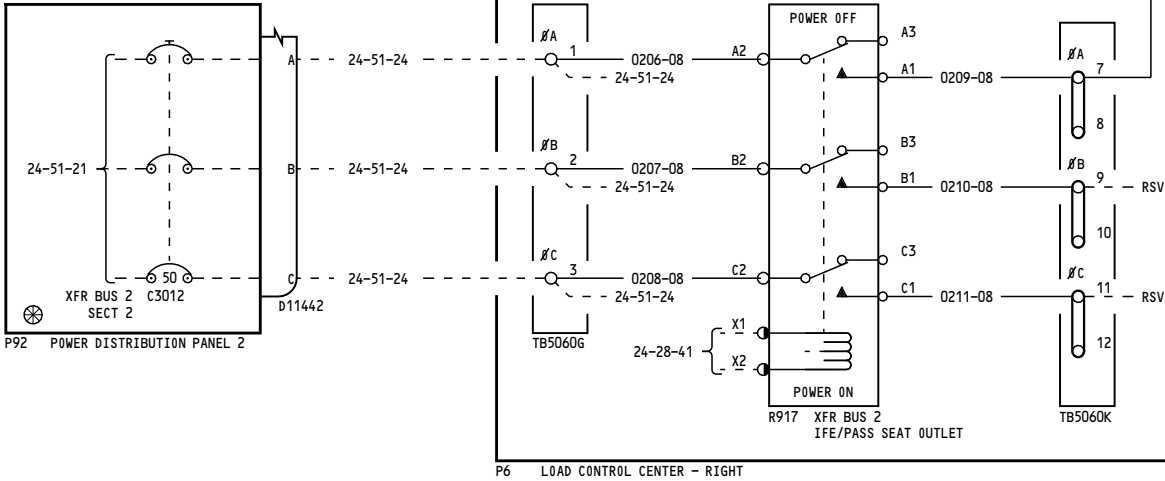 POWER OFF
ØA
1
A
24-51-24
0206-08
A2
A3
24-51-24
A1
0209-08
ØA
7
8
ØB
2
24-51-21
B
24-51-24
0207-08
B2
B3
24-51-24
B1
0210-08
ØB
9
RSV
10
ØC
3
50
C
24-51-24
0208-08
C2
C3
24-51-24
C1
0211-08
ØC
11
RSV
12
XFR BUS 2 C3012
SECT 2
D11442
P92 POWER DISTRIBUTION PANEL 2
TB5060G
24-28-41
X1
X2
POWER ON
R917 XFR BUS 2
IFE/PASS SEAT OUTLET
TB5060K
P6 LOAD CONTROL CENTER – RIGHT